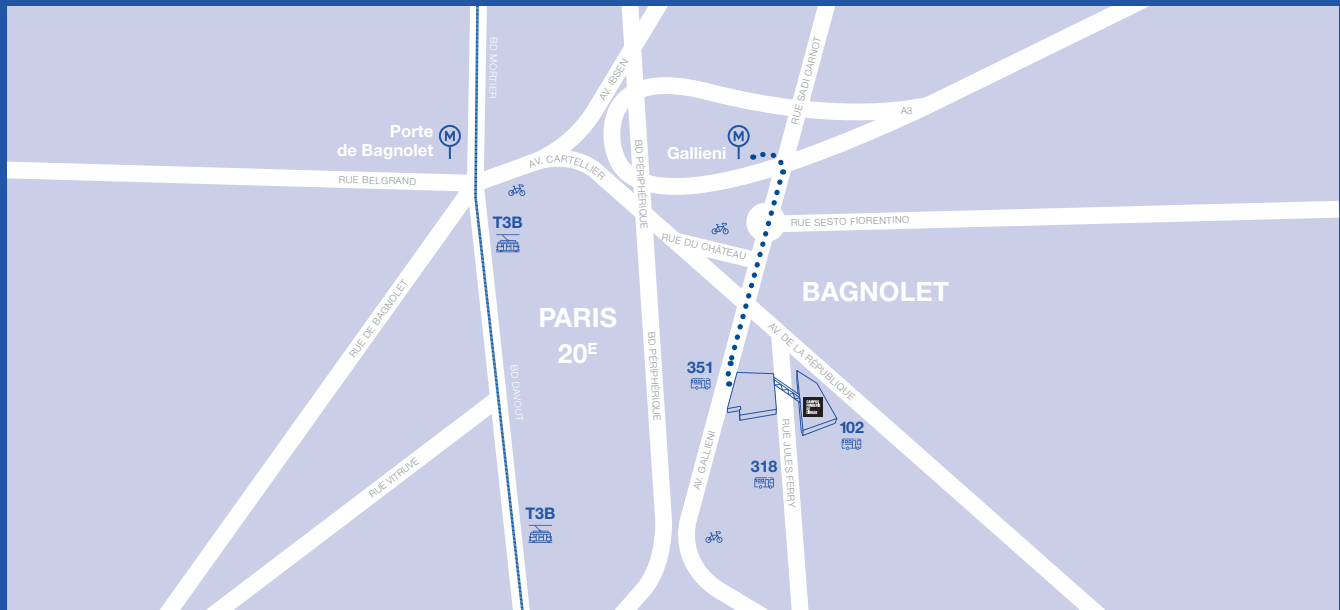 BD MORTIER
AV. IBSEN
RUE SADI CARNOT
A3
Porte
de Bagnolet
M
Gallieni
M
AV. CARTELLIER
RUE BELGRAND
BD PÉRIPHÉRIQUE
T3B
RUE SESTO FIORENTINO
RUE DU CHÂTEAU
BAGNOLET
PARIS
20E
RUE DE BAGNOLET
AV. DE LA RÉPUBLIQUE
BD PÉRIPHÉRIQUE
351
BD DAVOUT
102
AV. GALLIENI
318
RUE JULES FERRY
RUE VITRUVE
T3B